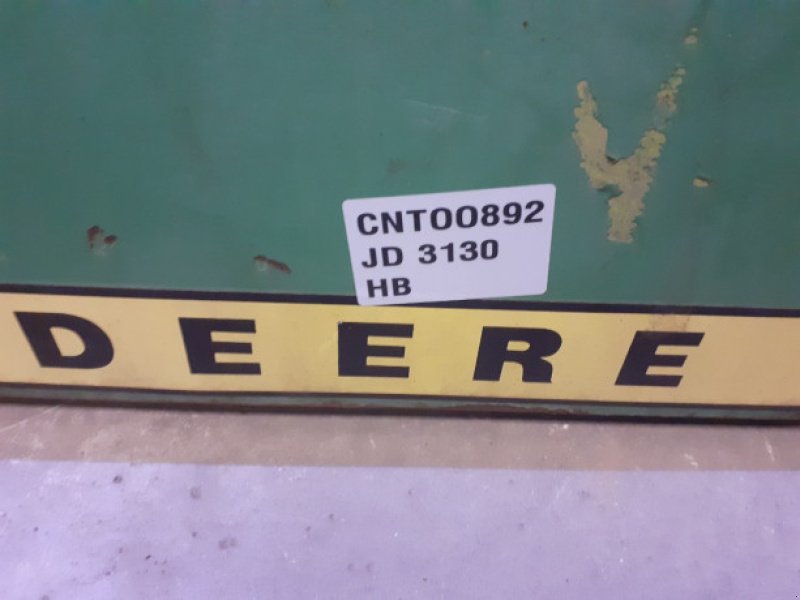 CNT00892
JD 3130
HB
DEERE